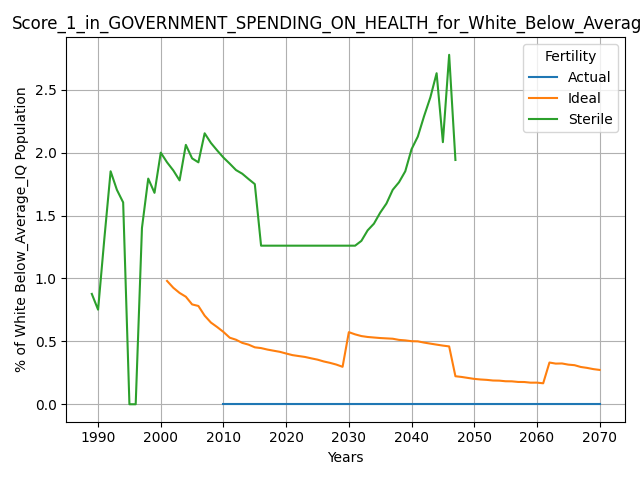 Score_1_in_GOVERNMENT_SPENDING_ON_HEALTH_for_White_Below_Averag
Fertility
Actual
Ideal
Sterile
% of White Below_Average_IQ Population
2.5
2.0
1.5
1.0
0.5
0.0
1990 2000 2010 2020 2030 2040 2050 2060 2070
Years